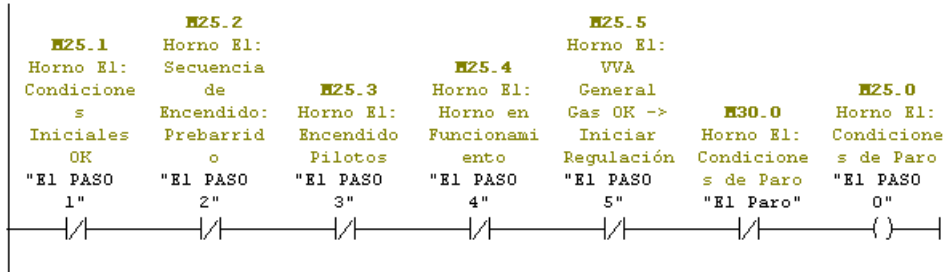 M25.1
Horno E1:
Condicione
s
Iniciales
OK
"E1 PASO
1"
M25.2
Horno E1:
Secuencia
de
Encendido:
Prebarrid
o
"E1 PASO
2"
M25.3
Horno E1:
Encendido
Pilotos
"E1 PASO
3"
M25.4
Horno E1:
Horno en
Funcionami
ento
"E1 PASO
4"
M25.5
Horno E1:
VVA
General
Gas OK ->
Iniciar
Regulación
"E1 PASO
5"
M30.0
Horno E1:
Condicione
s de Paro
"E1 Paro"
M25.0
Horno E1:
Condicione
s de Paro
"E1 PASO
0"